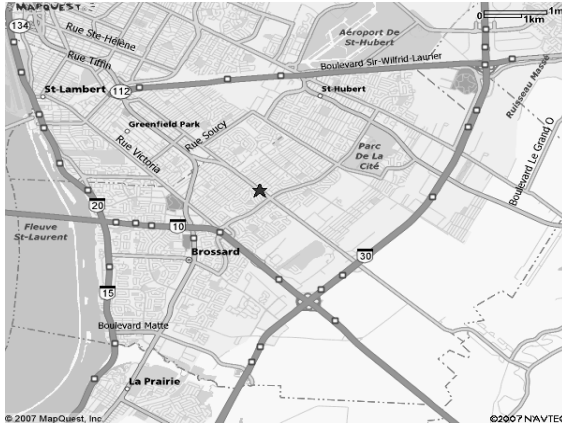 MAPQUEST
134
Rue Ste-Hélène
Rue Tiffin
St-Lambert
112
Aéroport De
St-Hubert
Boulevard Sir-Wilfrid-Laurier
0
1m
1km
Ruisseau Massé
St-Hubert
Greenfield Park
Rue Soucy
Rue Victoria
Parc
De La
Cité
Boulevard Le Grand O
20
10
Fleuve
St-Laurent
Brossard
30
15
Boulevard Matte
La Prairie
© 2007 MapQuest, Inc.
©2007 NAVTEQ